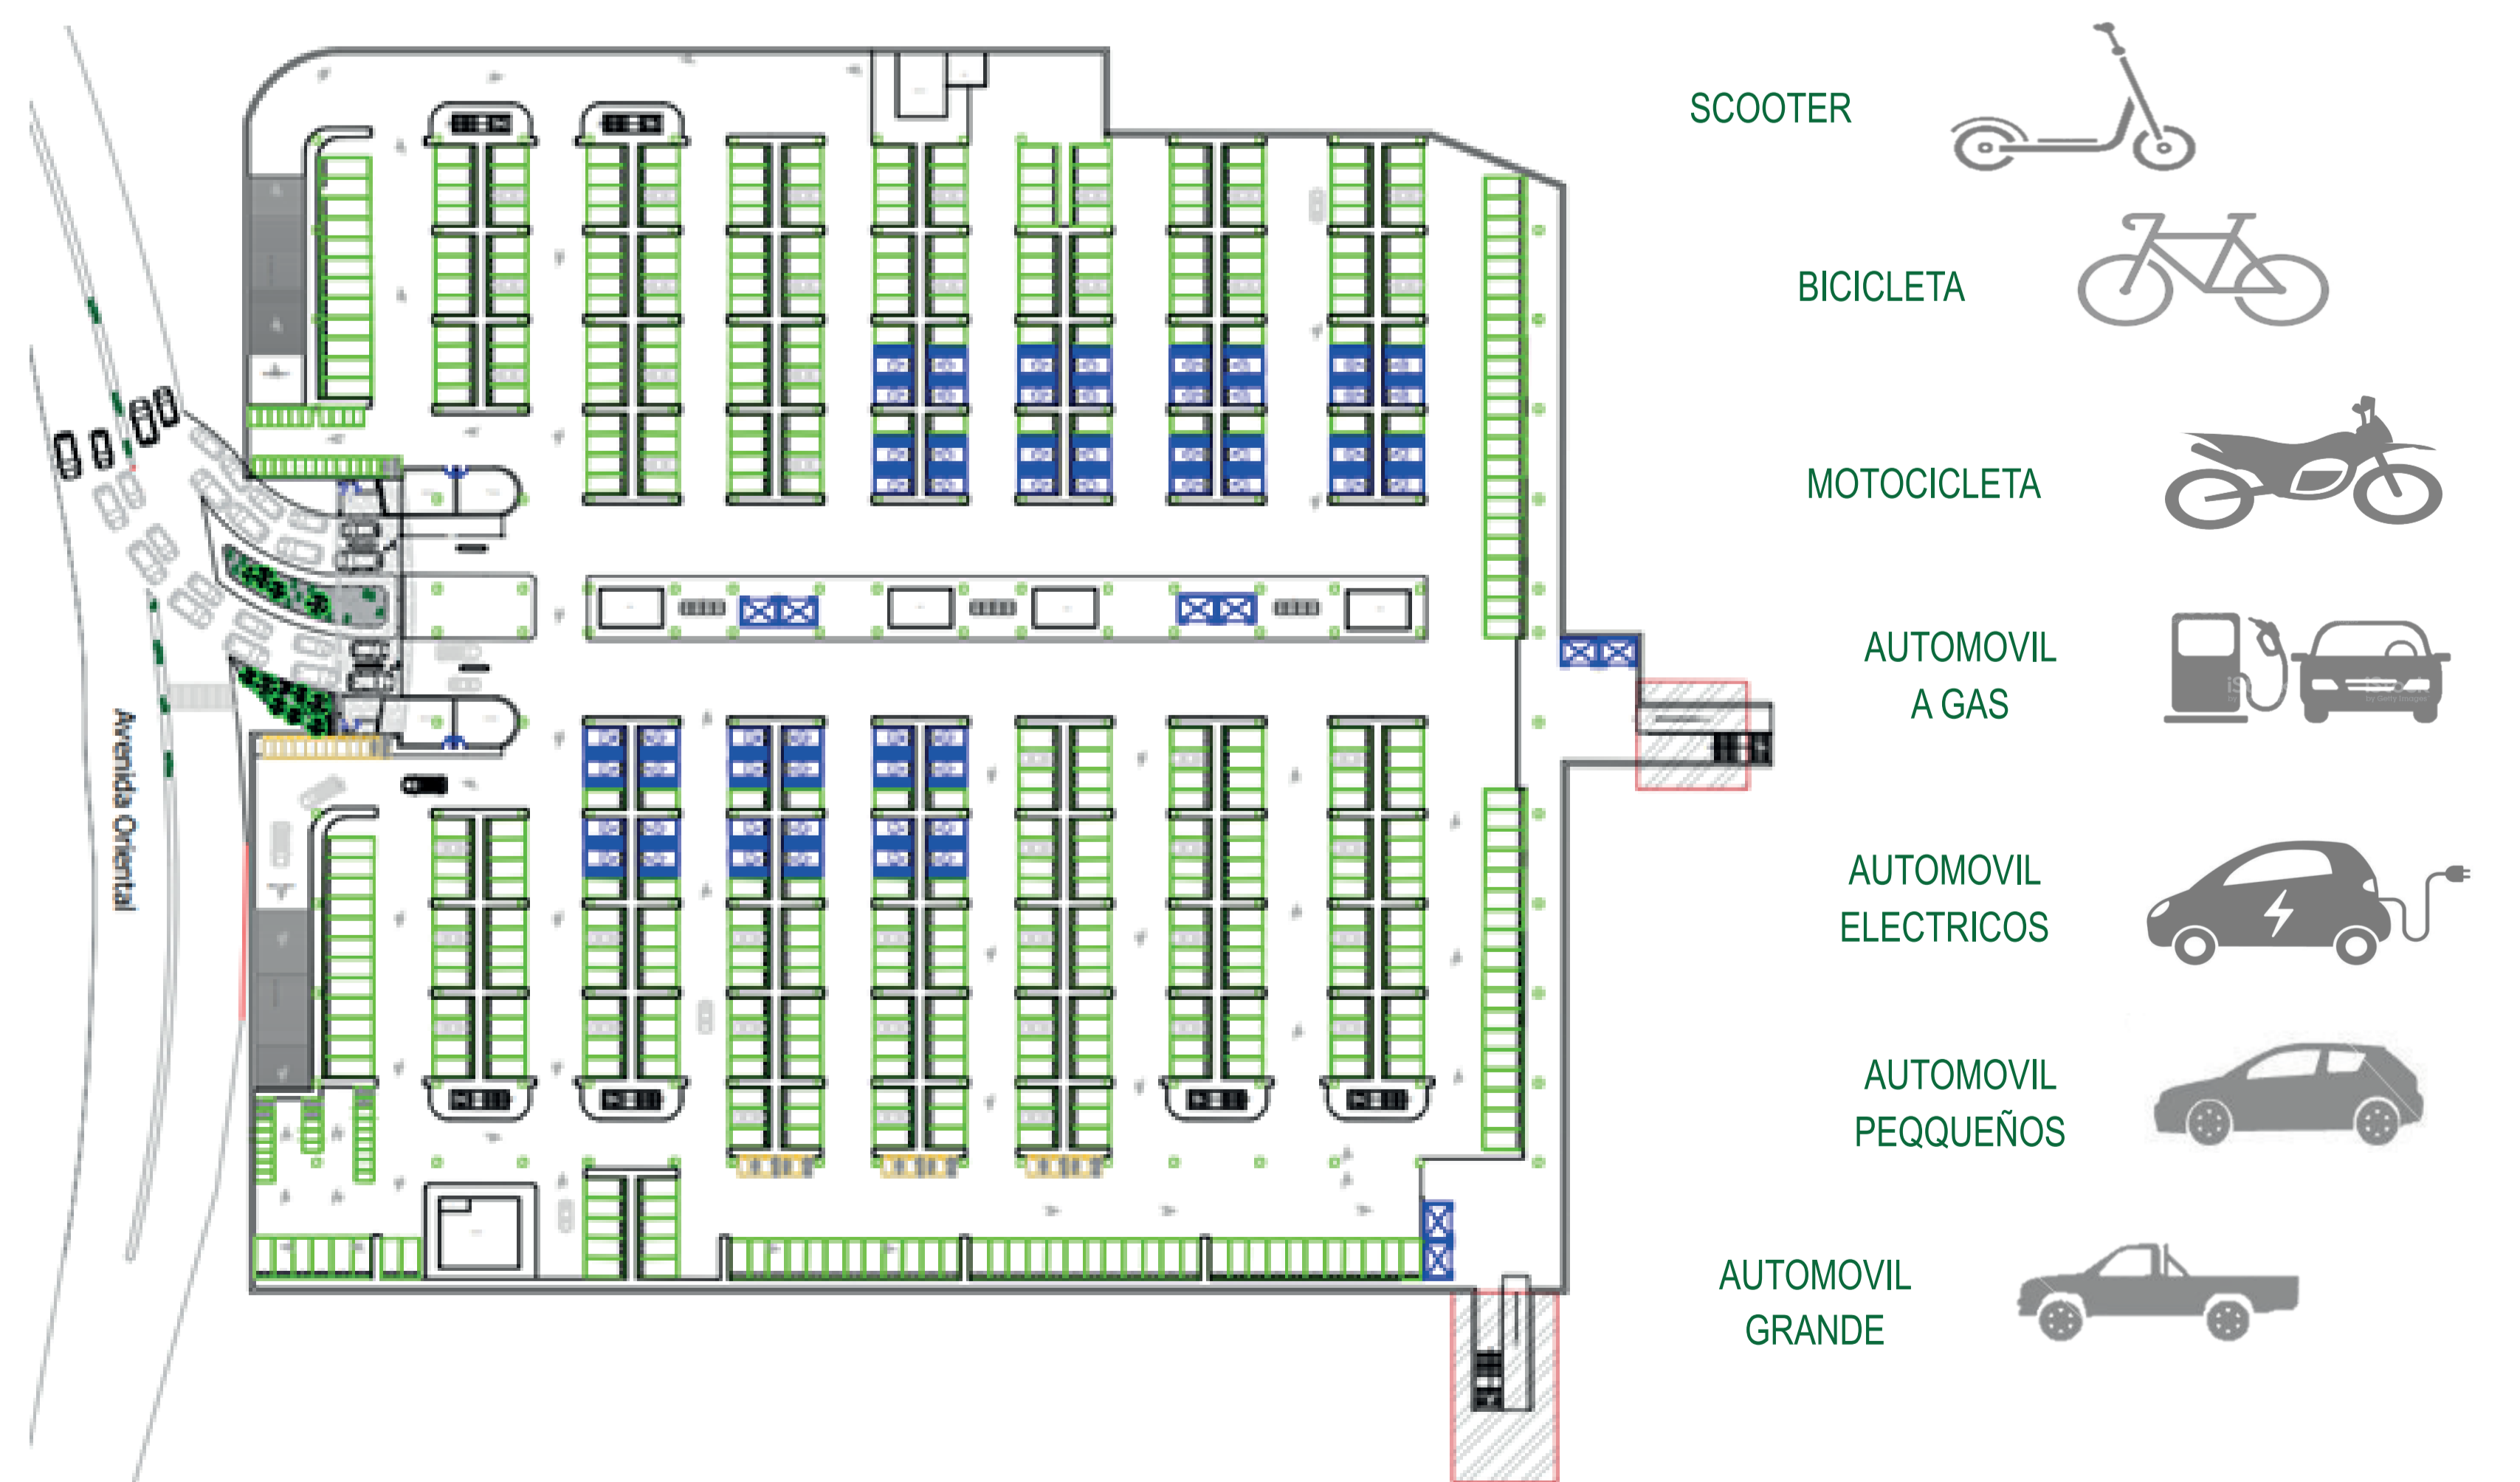 SCOOTER
BICICLETA
MOTOCICLETA
AUTOMOVIL
A GAS
AUTOMOVIL
ELECTRICOS
AUTOMOVIL
PEQQUEÑOS
AUTOMOVIL
GRANDE
Avenida Oriental